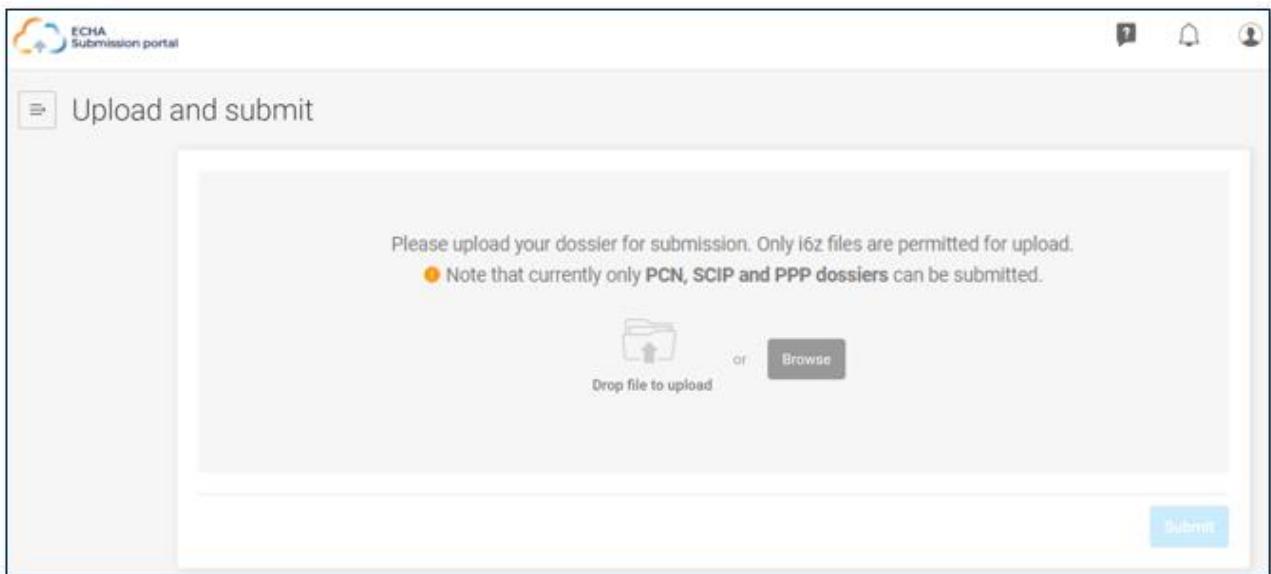 ECHA
Submission portal
?
Upload and submit
Please upload your dossier for submission. Only i6z files are permitted for upload.
! Note that currently only PCN, SCIP and PPP dossiers can be submitted.
or
Browse
Drop file to upload
Submit